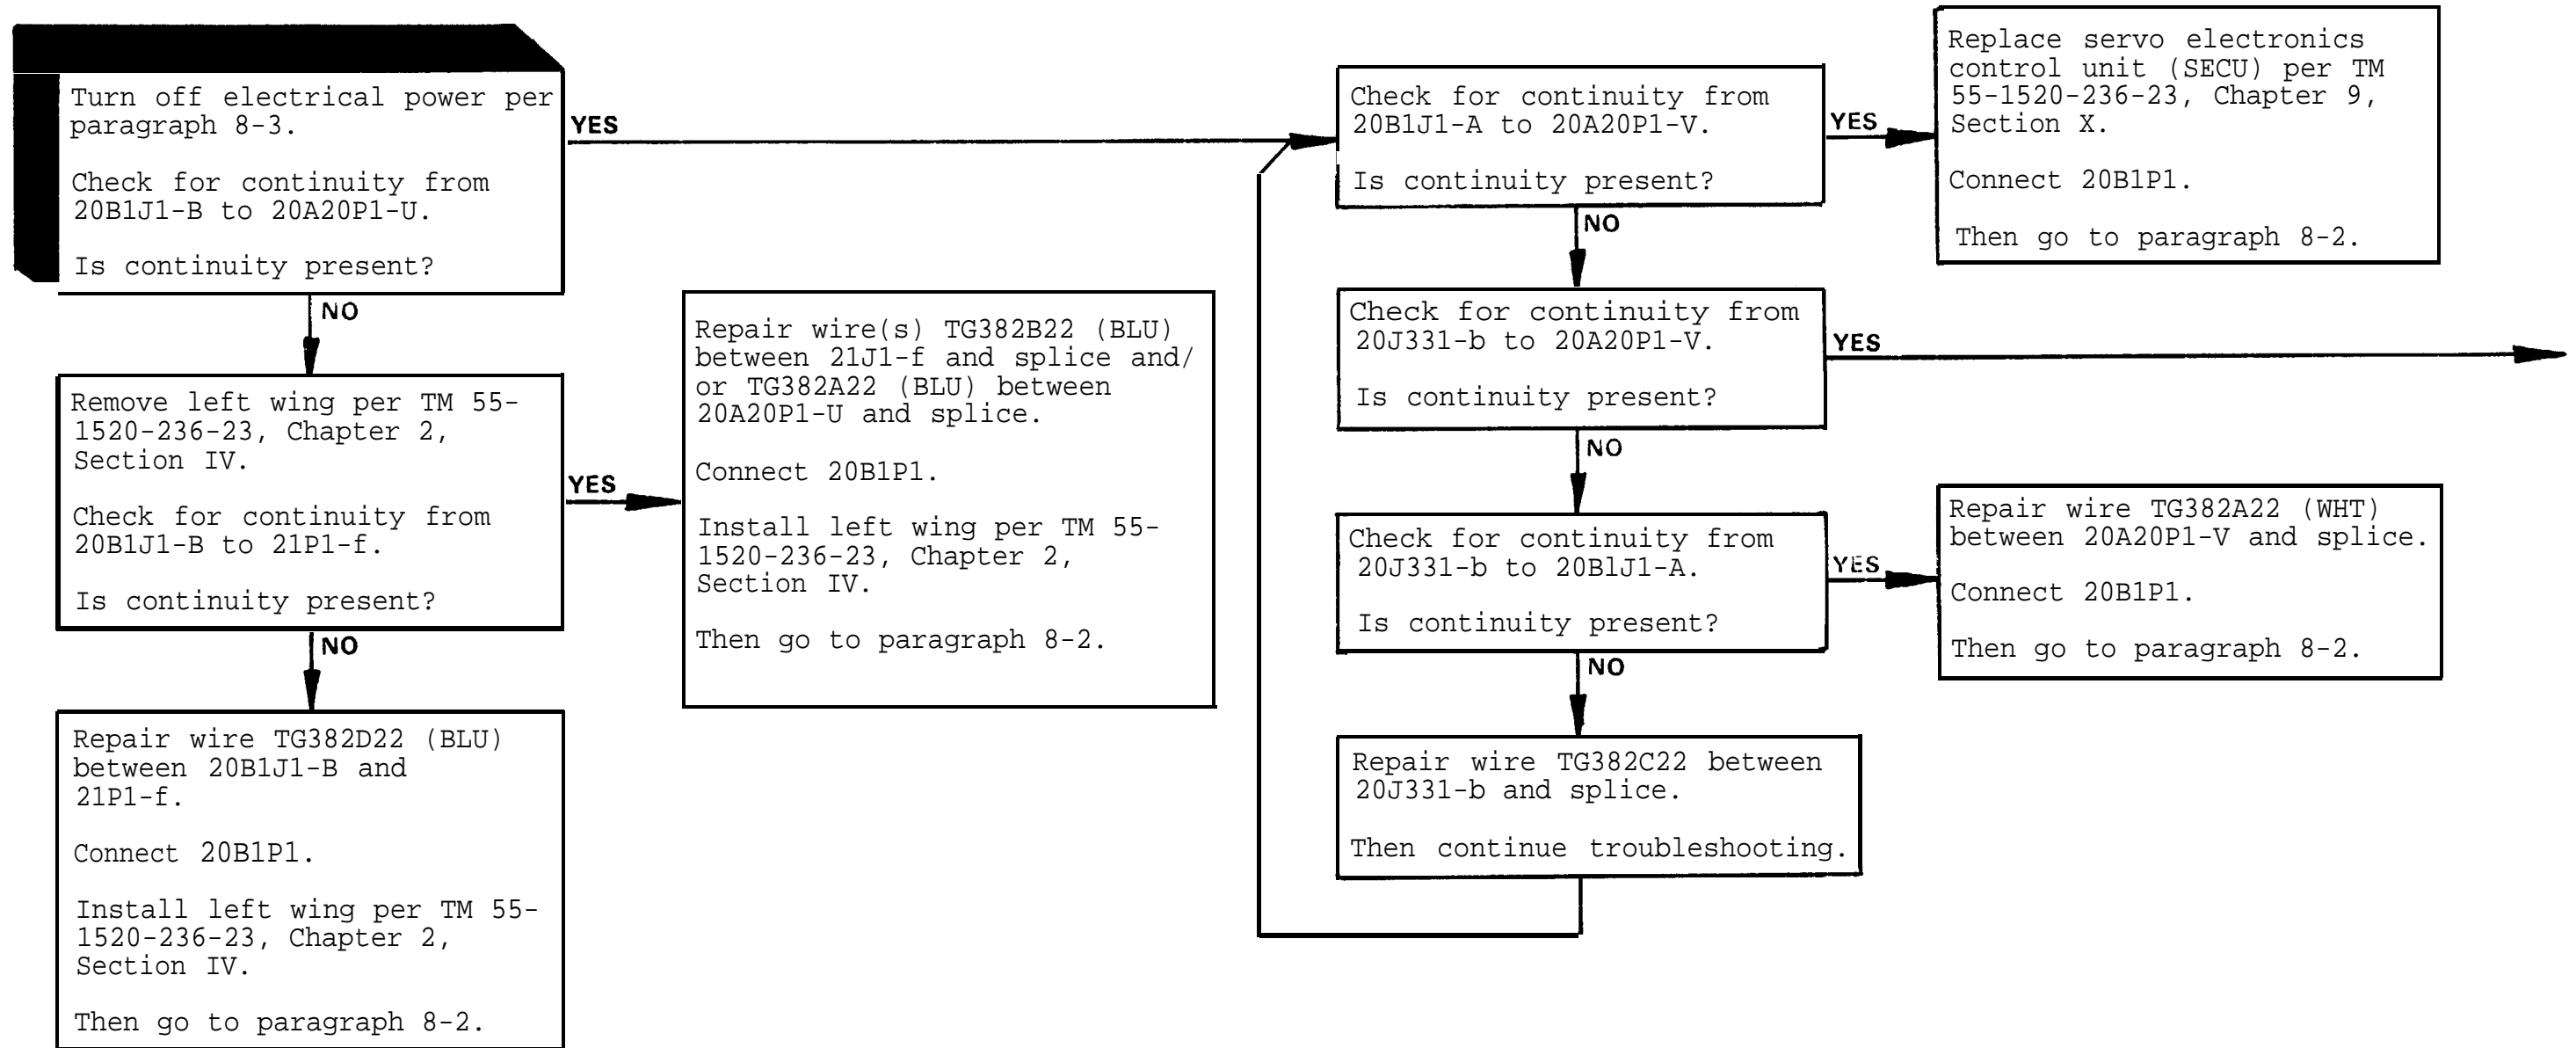 Turn off electrical power per
paragraph 8-3.
Check for continuity from
20B1J1-B to 20A20P1-U.
Is continuity present?
YES
NO
Remove left wing per TM 55-
1520-236-23, Chapter 2,
Section IV.
Check for continuity from
20B1J1-B to 21P1-f.
Is continuity present?
YES
NO
Repair wire TG382D22 (BLU)
between 20B1J1-B and
21P1-f.
Connect 20B1P1.
Install left wing per TM 55-
1520-236-23, Chapter 2,
Section IV.
Then go to paragraph 8-2.
Repair wire(s) TG382B22 (BLU)
between 21J1-f and splice and/
or TG382A22 (BLU) between
20A20P1-U and splice.
Connect 20B1P1.
Install left wing per TM 55-
1520-236-23, Chapter 2,
Section IV.
Then go to paragraph 8-2.
Check for continuity from
20B1J1-A to 20A20P1-V.
Is continuity present?
YES
NO
Replace servo electronics
control unit (SECU) per TM
55-1520-236-23, Chapter 9,
Section X.
Connect 20B1P1.
Then go to paragraph 8-2.
Check for continuity from
20J331-b to 20A20P1-V.
Is continuity present?
YES
NO
Check for continuity from
20J331-b to 20B1J1-A.
Is continuity present?
YES
NO
Repair wire TG382A22 (WHT)
between 20A20P1-V and splice.
Connect 20B1P1.
Then go to paragraph 8-2.
Repair wire TG382C22 between
20J331-b and splice.
Then continue troubleshooting.